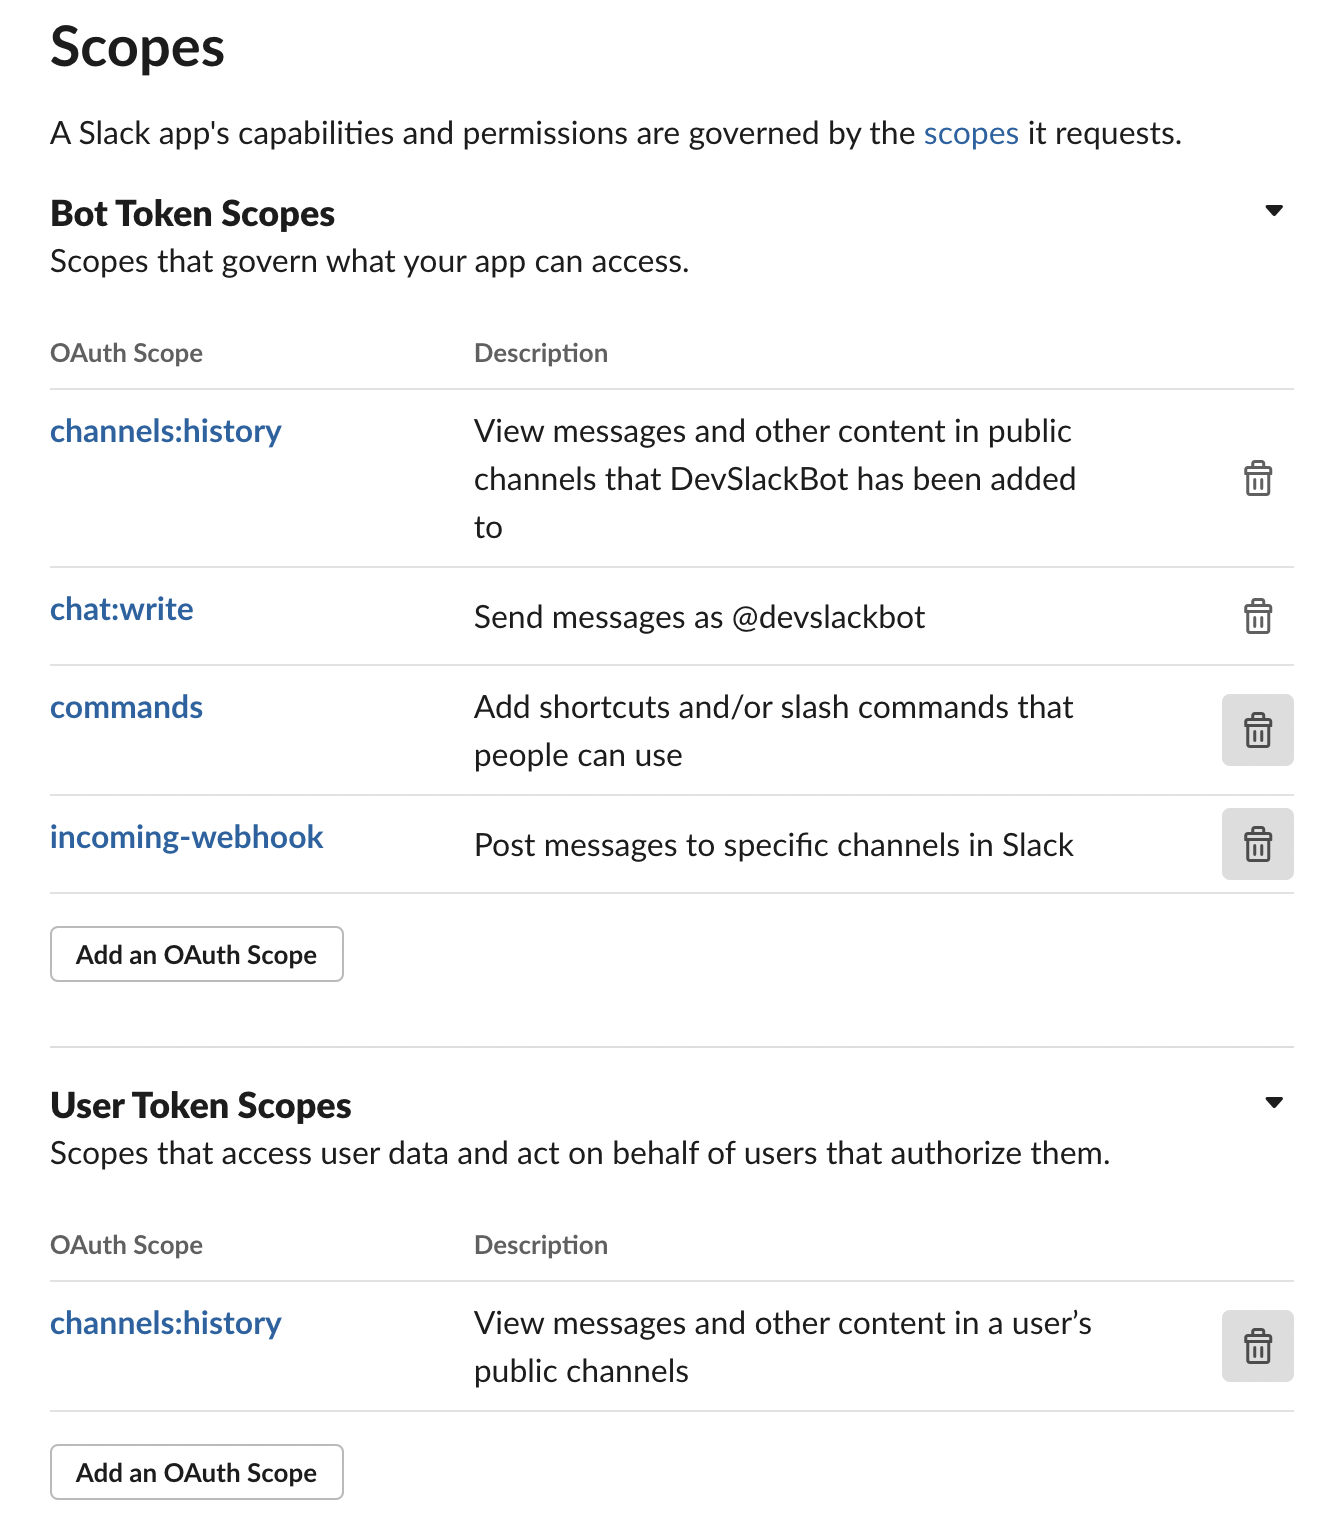 Scopes
A Slack app's capabilities and permissions are governed by the scopes it requests.
Bot Token Scopes
Scopes that govern what your app can access.
OAuth Scope Description
channels:history View messages and other content in public
channels that DevSlackBot has been added
to
chat:write Send messages as @devslackbot
commands Add shortcuts and/or slash commands that
people can use
incoming-webhook Post messages to specific channels in Slack
Add an OAuth Scope
User Token Scopes
Scopes that access user data and act on behalf of users that authorize them.
OAuth Scope Description
channels:history View messages and other content in a user’s
public channels
Add an OAuth Scope